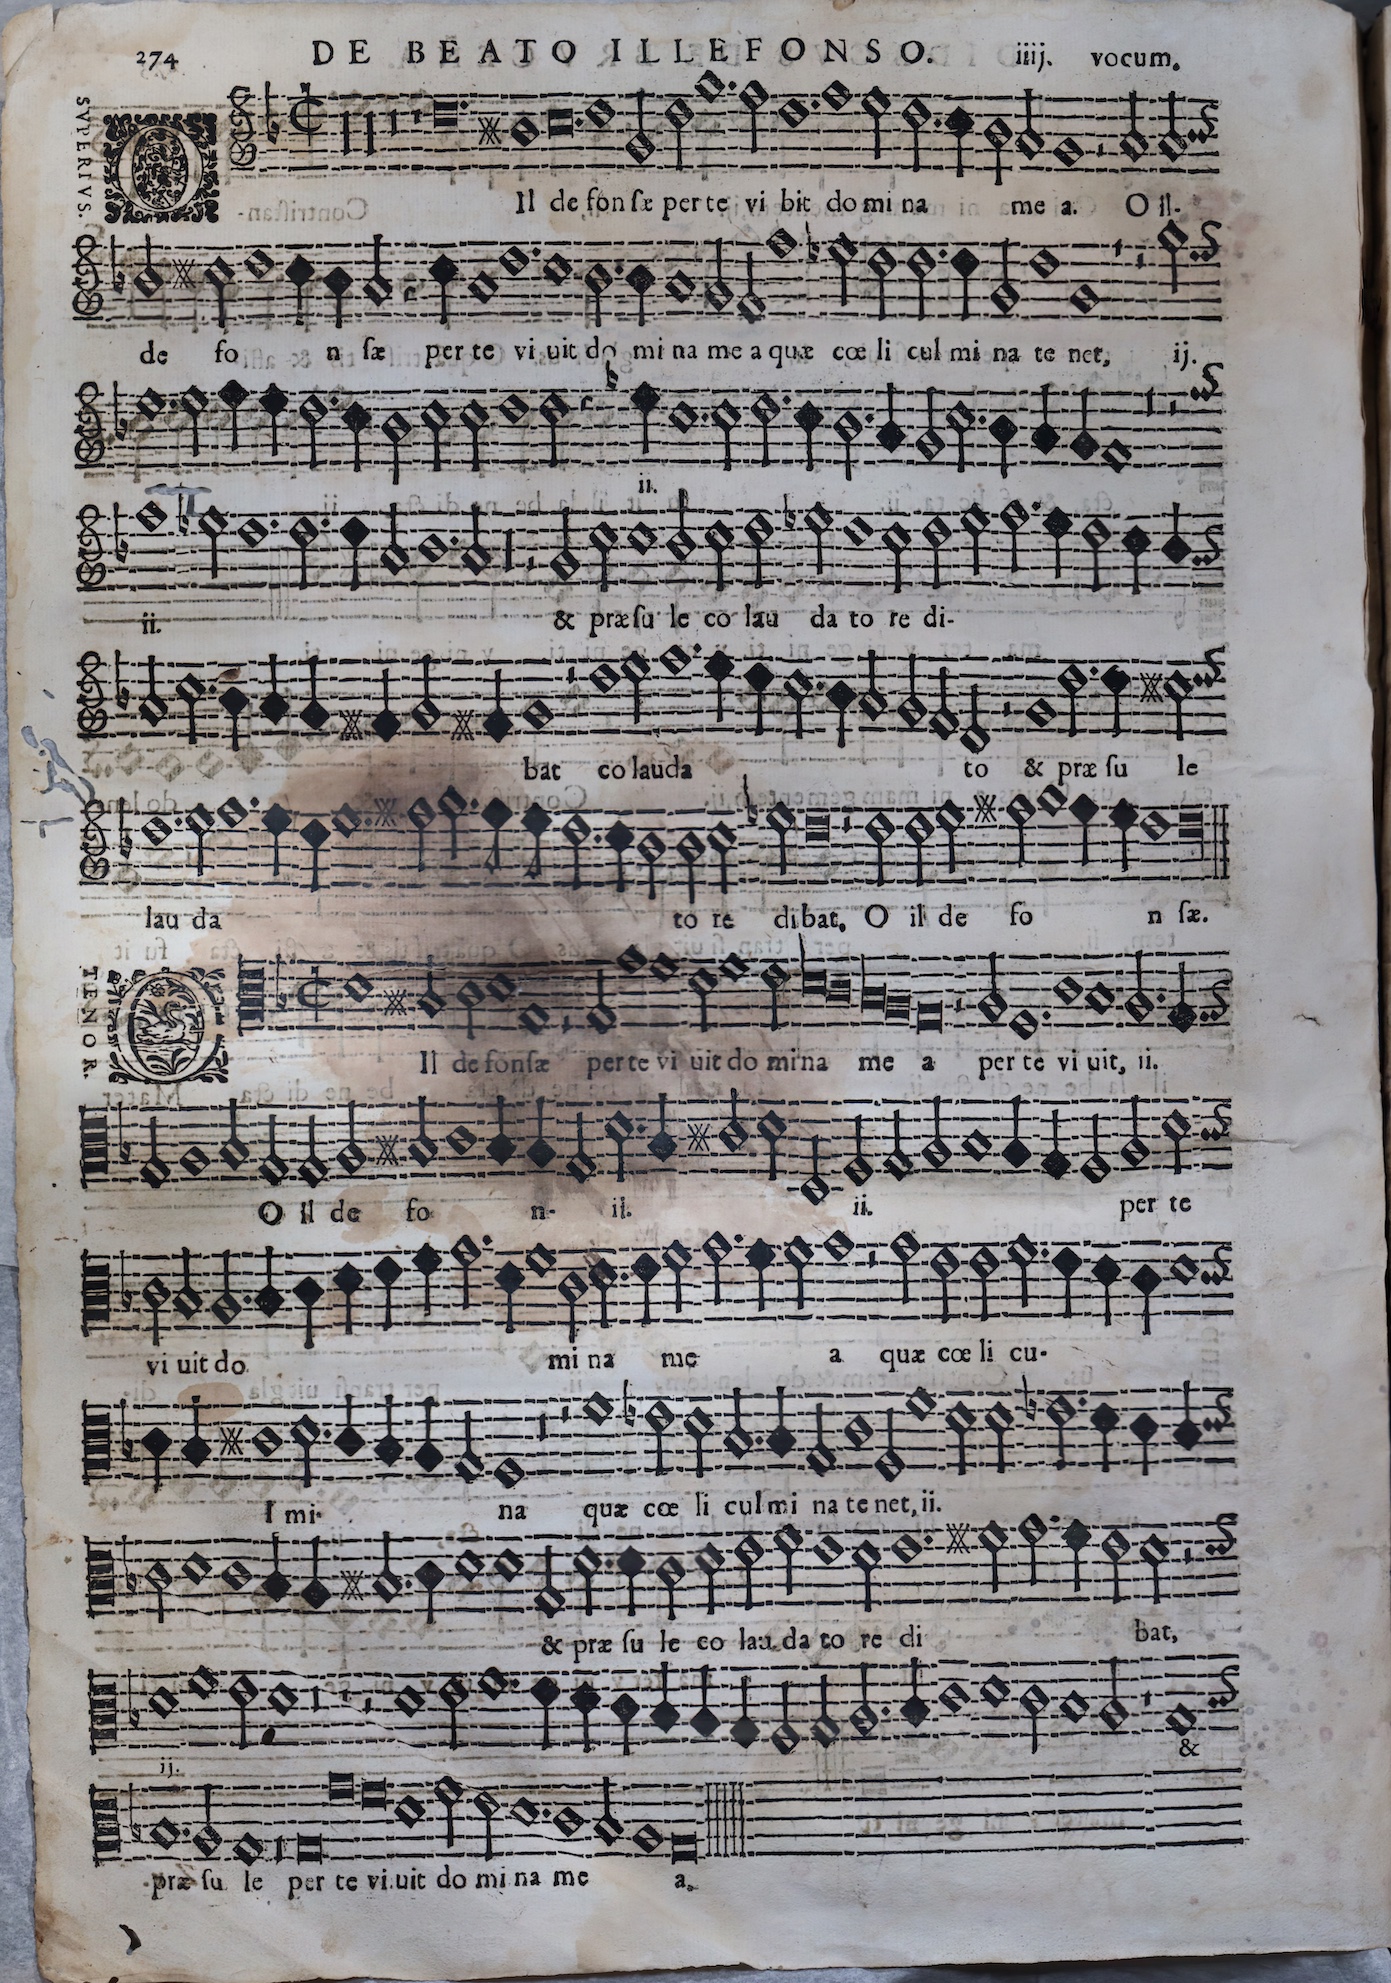 274 DE BEATO ILLEFONSO. iiij. vocum.
SVPERIVS.
O Il de fon ſæ per te vi bit do mi na me a. O il-
de fo n ſæ per te vi uit do mi na me a quæ cœ li cul mi na te net, ij.
ii.
ii. & præ ſu le co lau da to re di-
bat co lau da to & præ ſu le
lau da to re di bat, O il de fo n ſæ.
TENOR.
O Il de fon ſæ per te vi uit do mi na me a per te vi uit, ii.
O il de fo n- ii. ii. per te
vi uit do mi na me a quæ cœ li cu-
l mi- na quæ cœ li cul mi na te net, ii.
& præ ſu le co lau da to re di bat,
ij. &
præ ſu le per te vi uit do mi na me a.